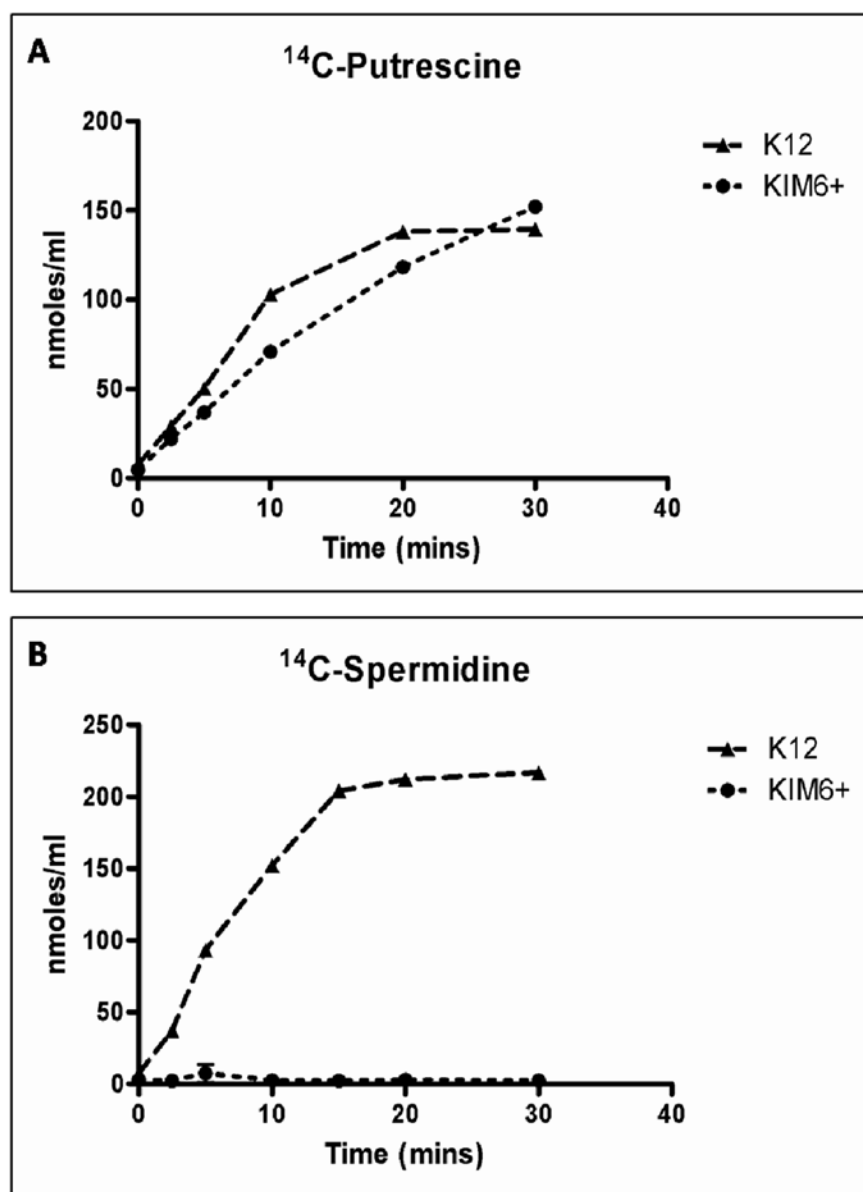 A
¹⁴C-Putrescine
200
150
100
50
0
nmoles/ml
0 10 20 30 40
Time (mins)
K12
KIM6+
B
¹⁴C-Spermidine
250
200
150
100
50
0
nmoles/ml
0 10 20 30 40
Time (mins)
K12
KIM6+